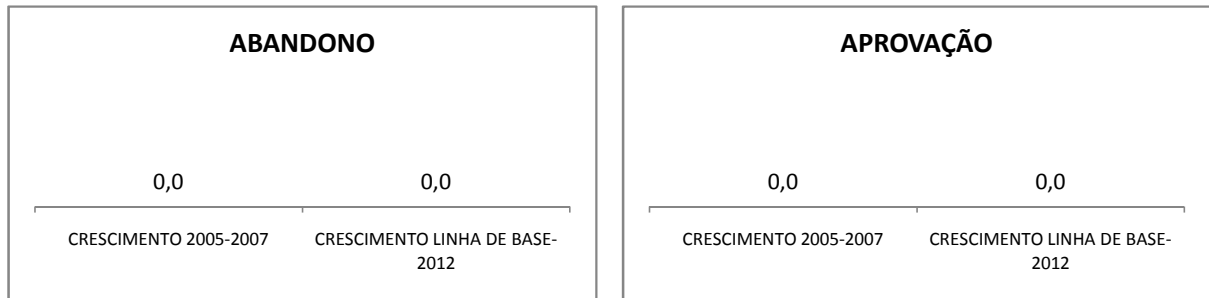 ABANDONO
0,0 0,0
CRESCIMENTO 2005-2007 CRESCIMENTO LINHA DE BASE-
2012
APROVAÇÃO
0,0 0,0
CRESCIMENTO 2005-2007 CRESCIMENTO LINHA DE BASE-
2012